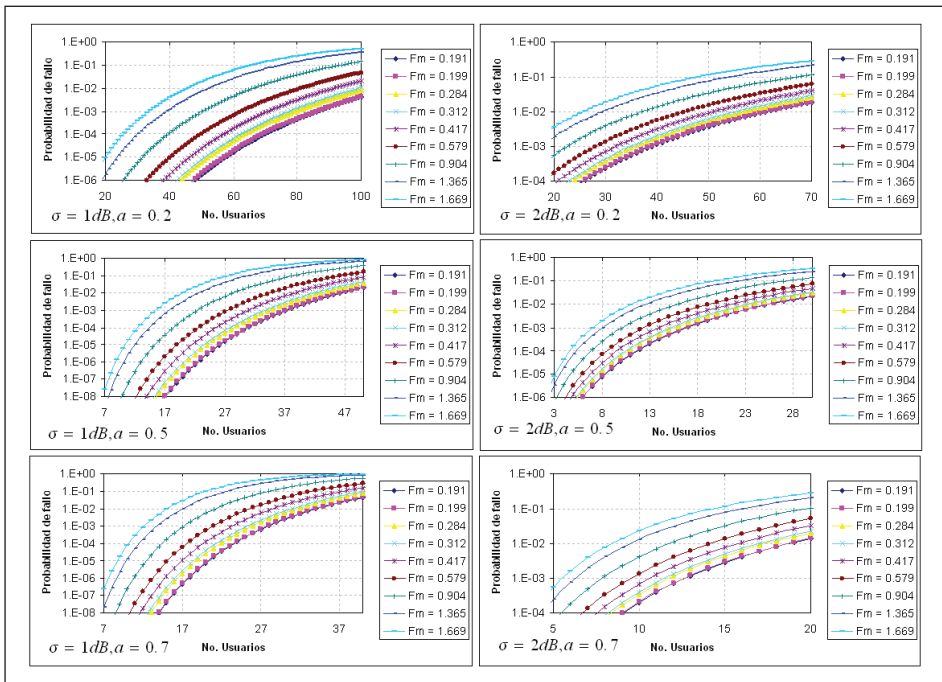 Probabilidad de fallo
1.E+00
1.E-01
1.E-02
1.E-03
1.E-04
1.E-05
1.E-06
20 40 60 80 100
No. Usuarios
σ = 1dB, a = 0.2
Fm = 0.191
Fm = 0.199
Fm = 0.284
Fm = 0.312
Fm = 0.417
Fm = 0.579
Fm = 0.904
Fm = 1.365
Fm = 1.669
Probabilidad de fallo
1.E+00
1.E-01
1.E-02
1.E-03
1.E-04
20 30 40 50 60 70
No. Usuarios
σ = 2dB, a = 0.2
Fm = 0.191
Fm = 0.199
Fm = 0.284
Fm = 0.312
Fm = 0.417
Fm = 0.579
Fm = 0.904
Fm = 1.365
Fm = 1.669
Probabilidad de fallo
1.E+00
1.E-01
1.E-02
1.E-03
1.E-04
1.E-05
1.E-06
1.E-07
1.E-08
7 17 27 37 47
No. Usuarios
σ = 1dB, a = 0.5
Fm = 0.191
Fm = 0.199
Fm = 0.284
Fm = 0.312
Fm = 0.417
Fm = 0.579
Fm = 0.904
Fm = 1.365
Fm = 1.669
Probabilidad de fallo
1.E+00
1.E-01
1.E-02
1.E-03
1.E-04
1.E-05
1.E-06
3 8 13 18 23 28
No. Usuarios
σ = 2dB, a = 0.5
Fm = 0.191
Fm = 0.199
Fm = 0.284
Fm = 0.312
Fm = 0.417
Fm = 0.579
Fm = 0.904
Fm = 1.365
Fm = 1.669
Probabilidad de fallo
1.E+00
1.E-01
1.E-02
1.E-03
1.E-04
1.E-05
1.E-06
1.E-07
1.E-08
7 17 27 37
No. Usuarios
σ = 1dB, a = 0.7
Fm = 0.191
Fm = 0.199
Fm = 0.284
Fm = 0.312
Fm = 0.417
Fm = 0.579
Fm = 0.904
Fm = 1.365
Fm = 1.669
Probabilidad de fallo
1.E+00
1.E-01
1.E-02
1.E-03
1.E-04
5 10 15 20
No. Usuarios
σ = 2dB, a = 0.7
Fm = 0.191
Fm = 0.199
Fm = 0.284
Fm = 0.312
Fm = 0.417
Fm = 0.579
Fm = 0.904
Fm = 1.365
Fm = 1.669